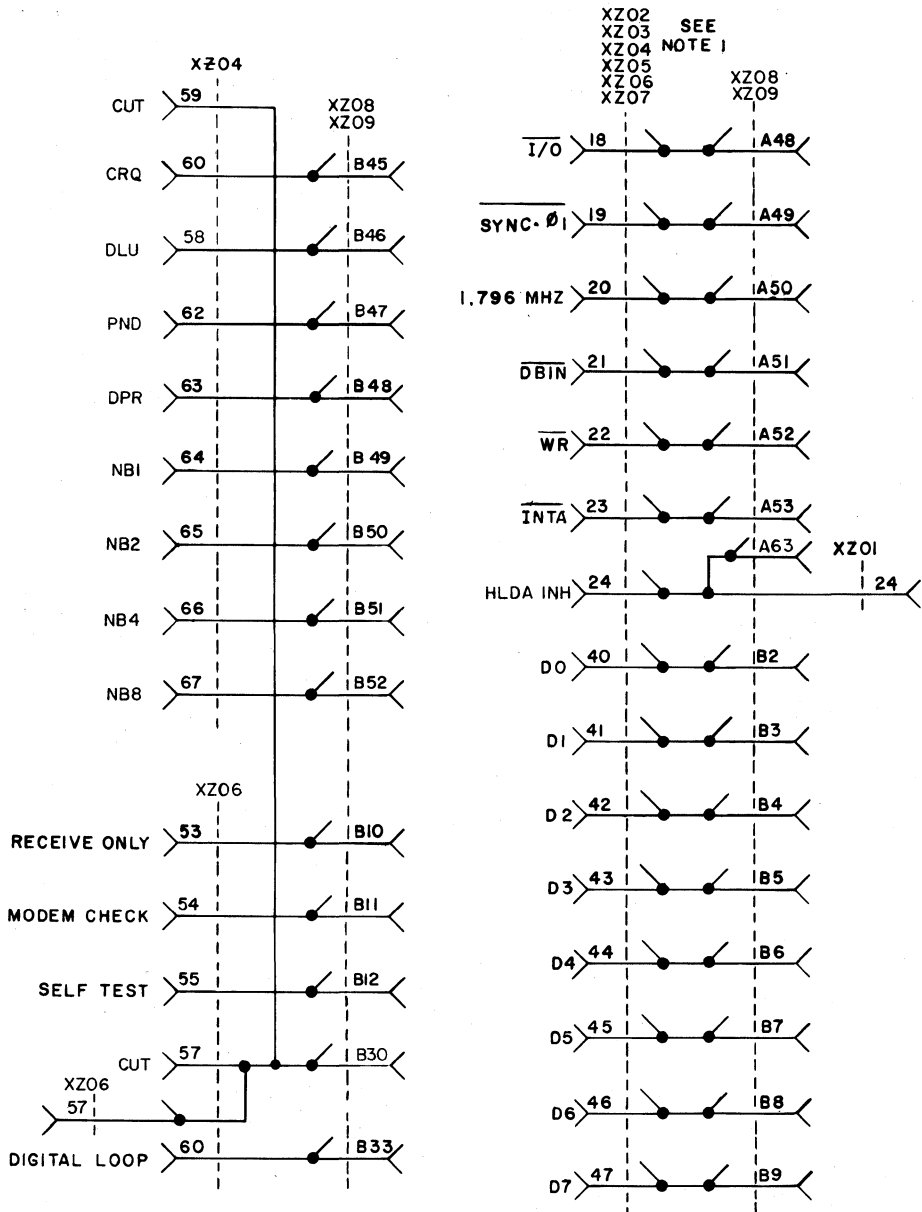 XZ04
CUT 59
XZ08
XZ09
CRQ 60 B45
DLU 58 B46
PND 62 B47
DPR 63 B48
NB1 64 B49
NB2 65 B50
NB4 66 B51
NB8 67 B52
XZ06
RECEIVE ONLY 53 B10
MODEM CHECK 54 B11
SELF TEST 55 B12
CUT 57 B30
XZ06
57
DIGITAL LOOP 60 B33
XZ02
XZ03
XZ04
XZ05
XZ06
XZ07
SEE
NOTE 1
XZ08
XZ09
I/O 18 A48
SYNC·Ø1 19 A49
1.796 MHZ 20 A50
DBIN 21 A51
WR 22 A52
INTA 23 A53
A63 XZ01
HLDA INH 24 24
D0 40 B2
D1 41 B3
D2 42 B4
D3 43 B5
D4 44 B6
D5 45 B7
D6 46 B8
D7 47 B9